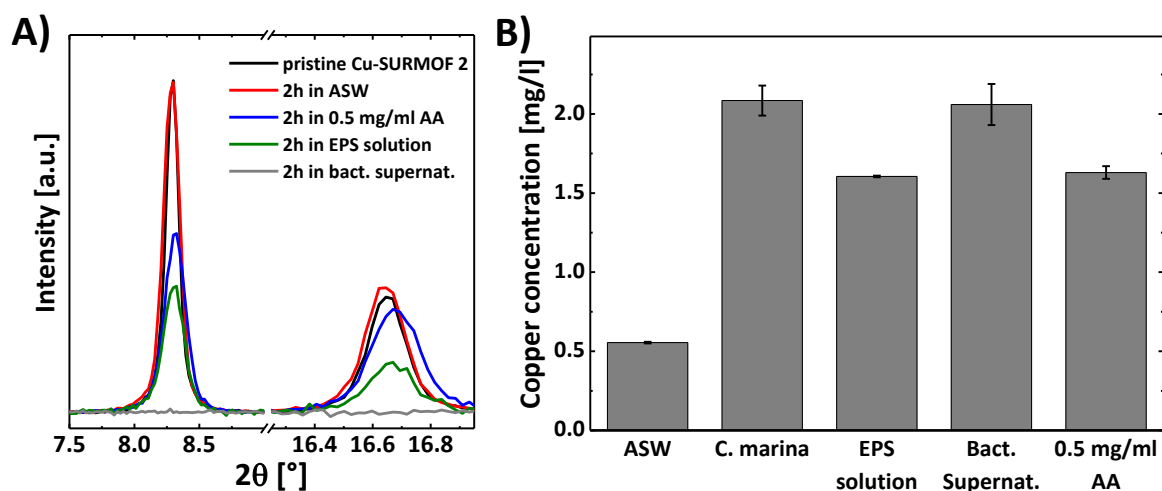 A)
Intensity [a.u.]
pristine Cu-SURMOF 2
2h in ASW
2h in 0.5 mg/ml AA
2h in EPS solution
2h in bact. supernat.
7.5 8.0 8.5 16.4 16.6 16.8
2θ [°]
B)
Copper concentration [mg/l]
2.0
1.5
1.0
0.5
0.0
ASW C. marina EPS Bact. 0.5 mg/ml
solution Supernat. AA